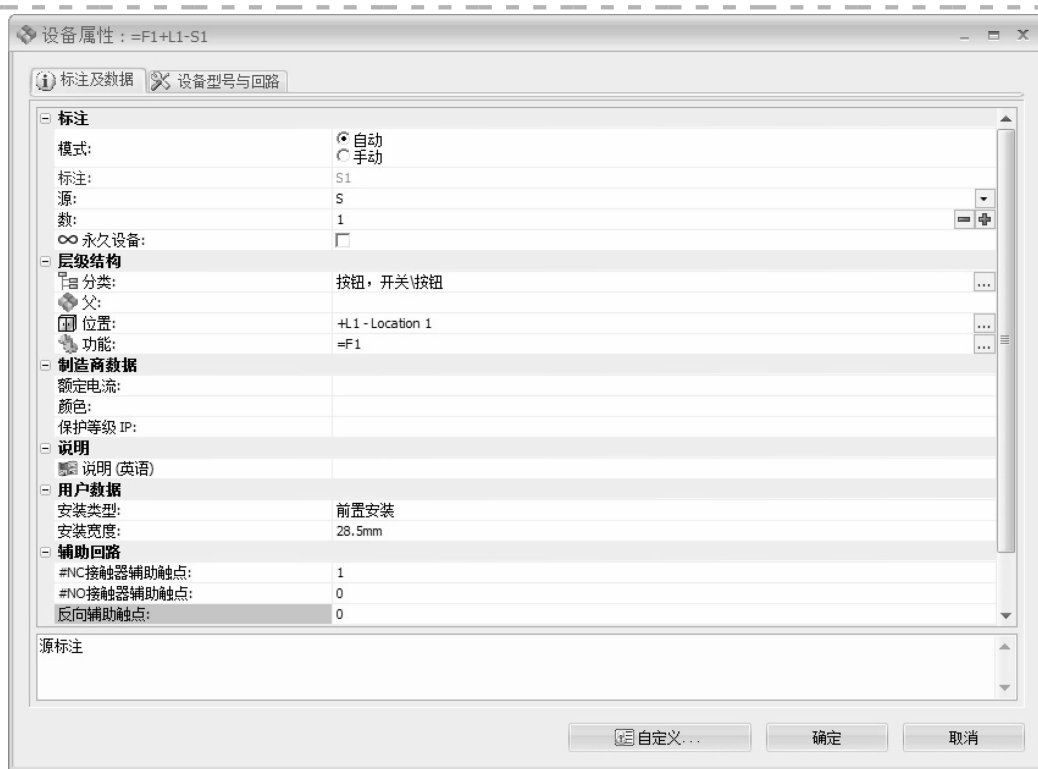 设备属性：=F1+L1-S1
标注及数据 设备型号与回路
标注
模式: 自动
手动
标注: S1
源: S
数: 1
永久设备:
层级结构
分类: 按钮，开关\按钮
父:
位置: +L1 - Location 1
功能: =F1
制造商数据
额定电流:
颜色:
保护等级 IP:
说明
说明 (英语)
用户数据
安装类型: 前置安装
安装宽度: 28.5mm
辅助回路
#NC接触器辅助触点: 1
#NO接触器辅助触点: 0
反向辅助触点: 0
源标注
自定义... 确定 取消